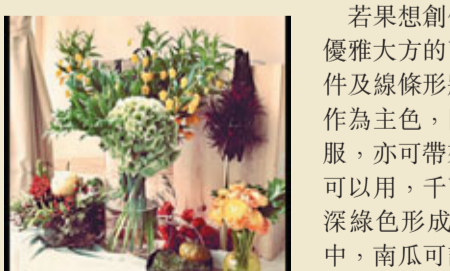 若果想創
優雅大方的
件及線條形
作為主色，
服，亦可帶
可以用，千
深綠色形成
中，南瓜可